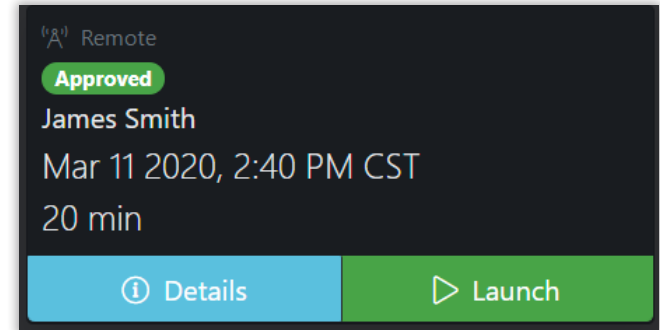 Remote
Approved
James Smith
Mar 11 2020, 2:40 PM CST
20 min
Details
Launch